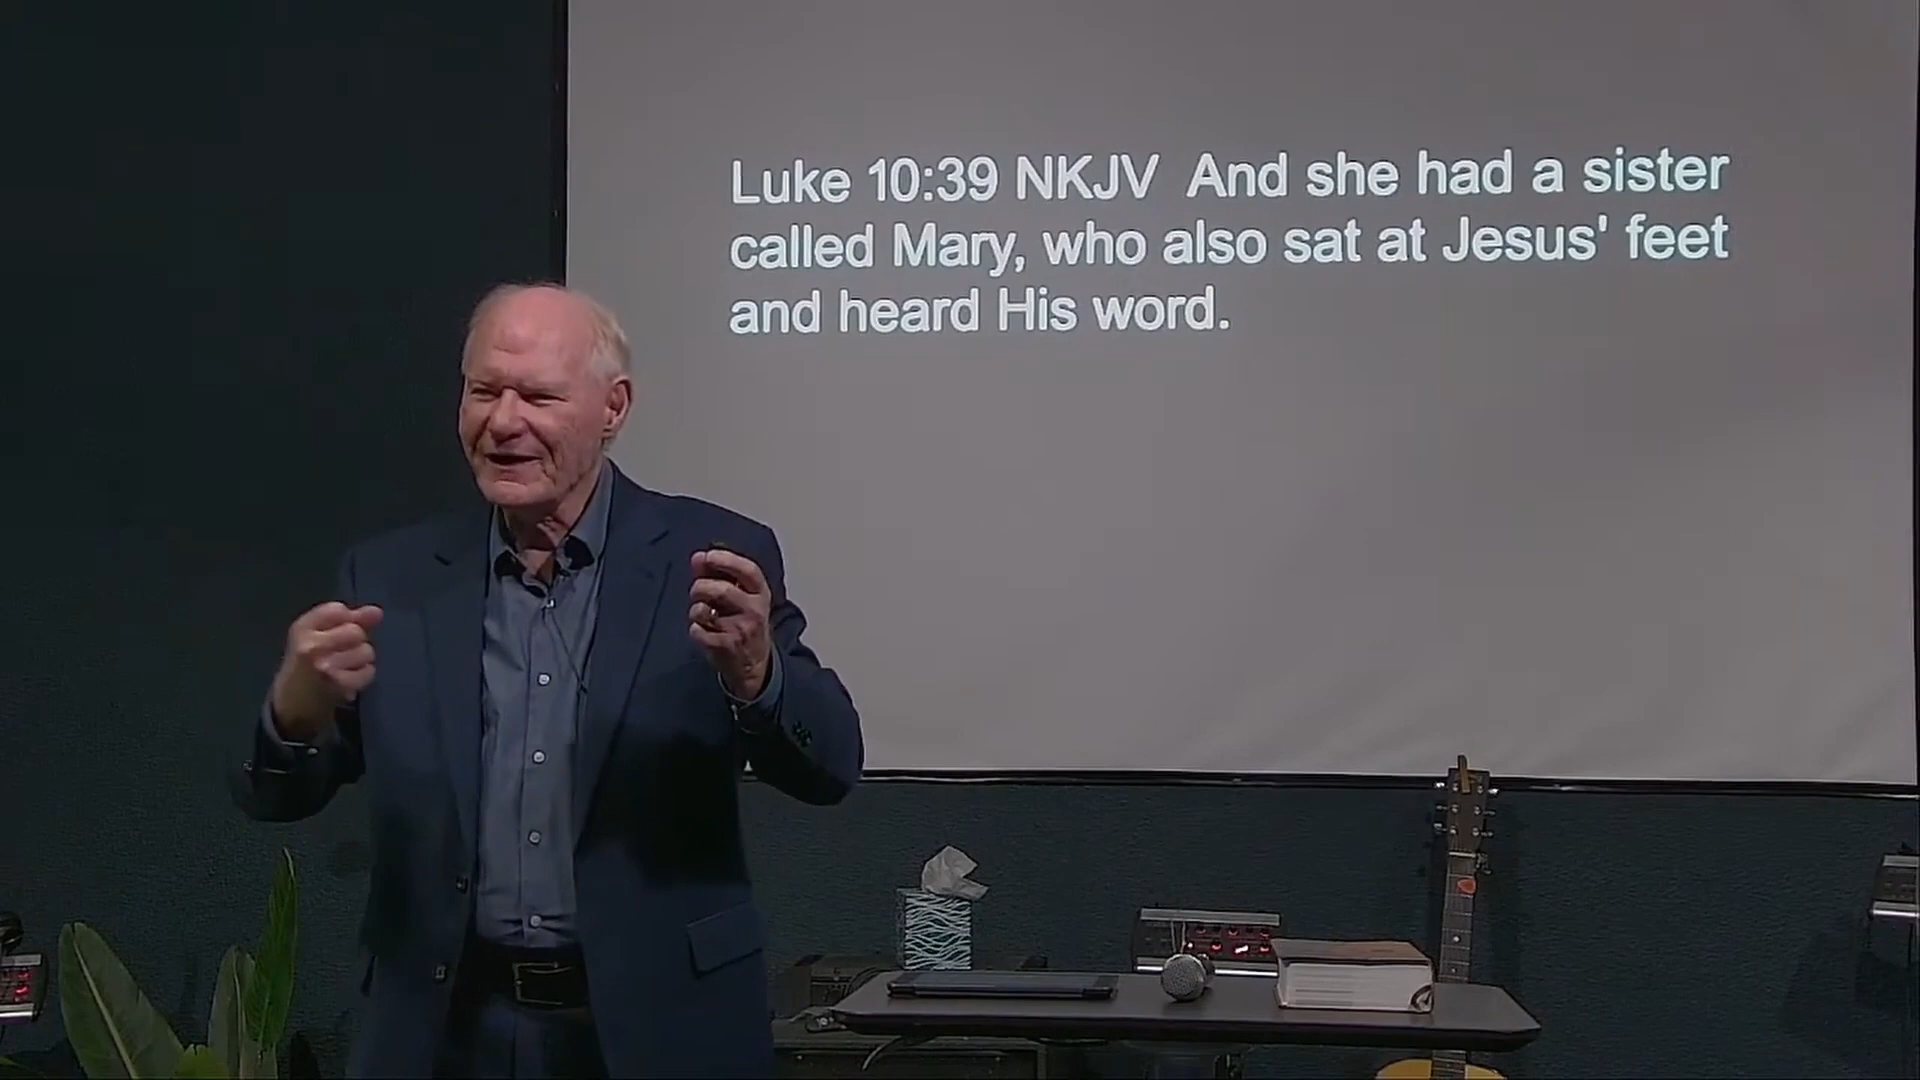 Luke 10:39 NKJV  And she had a sister
called Mary, who also sat at Jesus' feet
and heard His word.